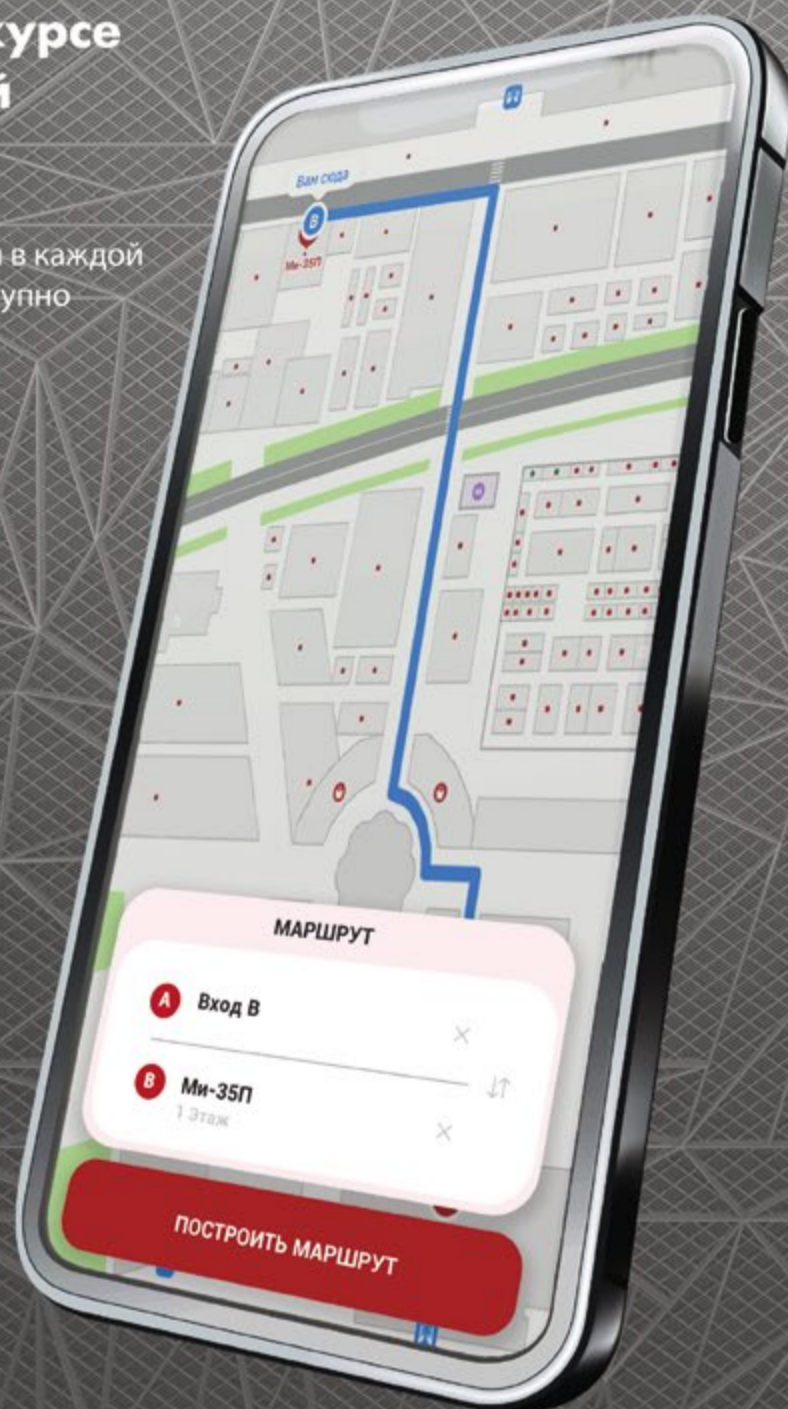 курсе
й
в каждой
упно
Вам сюда
B
Ми-35П
МАРШРУТ
A Вход В
B Ми-35П
1 Этаж
ПОСТРОИТЬ МАРШРУТ